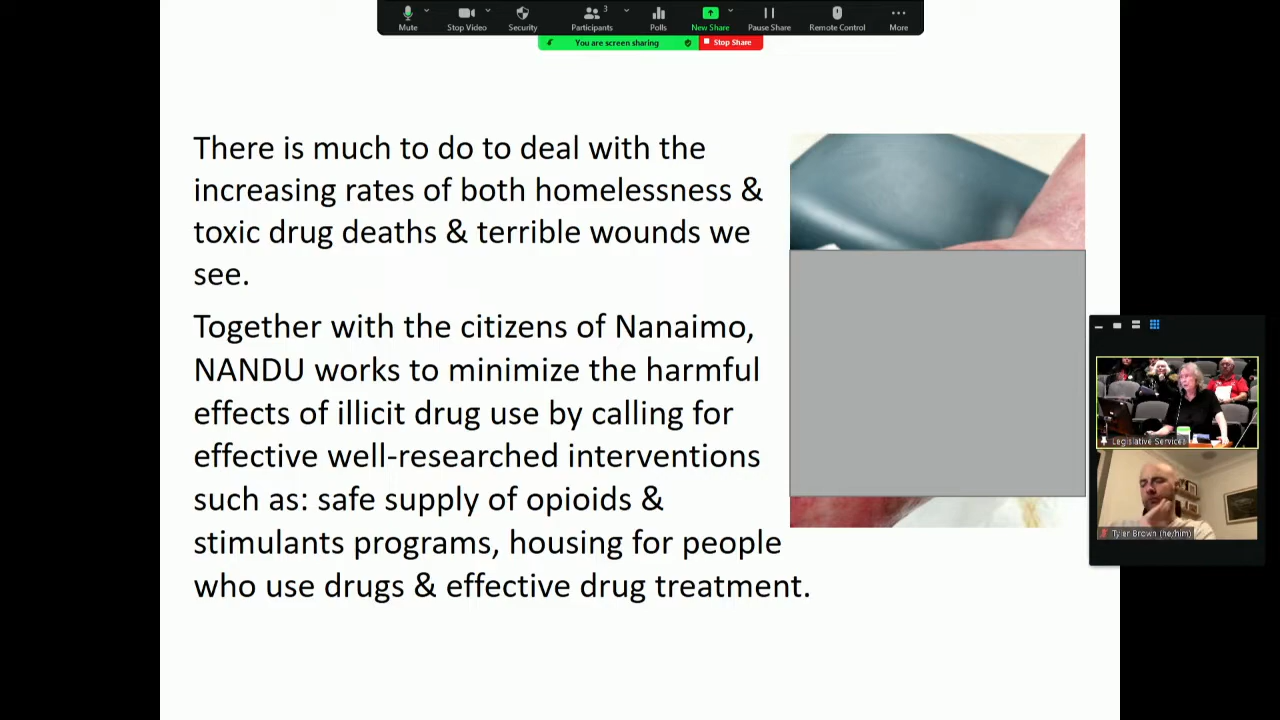 Mute
Stop Video
Security
Participants
3
Polls
New Share
Pause Share
Remote Control
More
You are screen sharing
Stop Share
There is much to do to deal with the
increasing rates of both homelessness &
toxic drug deaths & terrible wounds we
see.
Together with the citizens of Nanaimo,
NANDU works to minimize the harmful
effects of illicit drug use by calling for
effective well-researched interventions
such as: safe supply of opioids &
stimulants programs, housing for people
who use drugs & effective drug treatment.
Legislative Services
Tyler Brown (he/him)